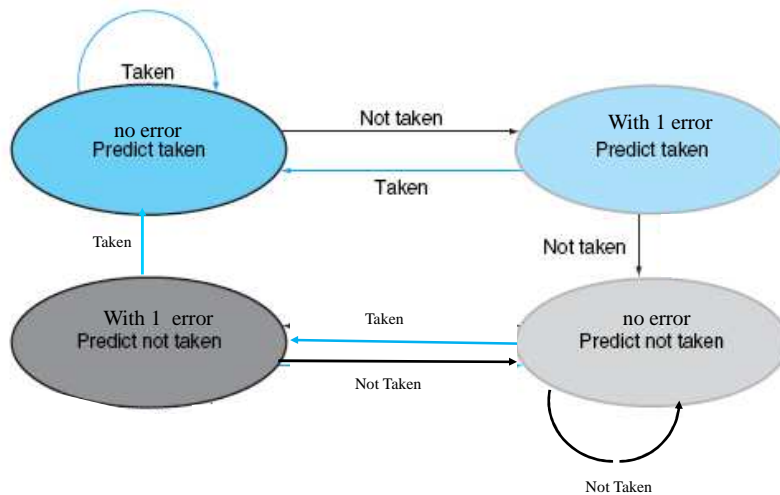 Taken
no error
Predict taken
Not taken
With 1 error
Predict taken
Taken
Taken
Not taken
With 1 error
Predict not taken
Taken
no error
Predict not taken
Not Taken
Not Taken